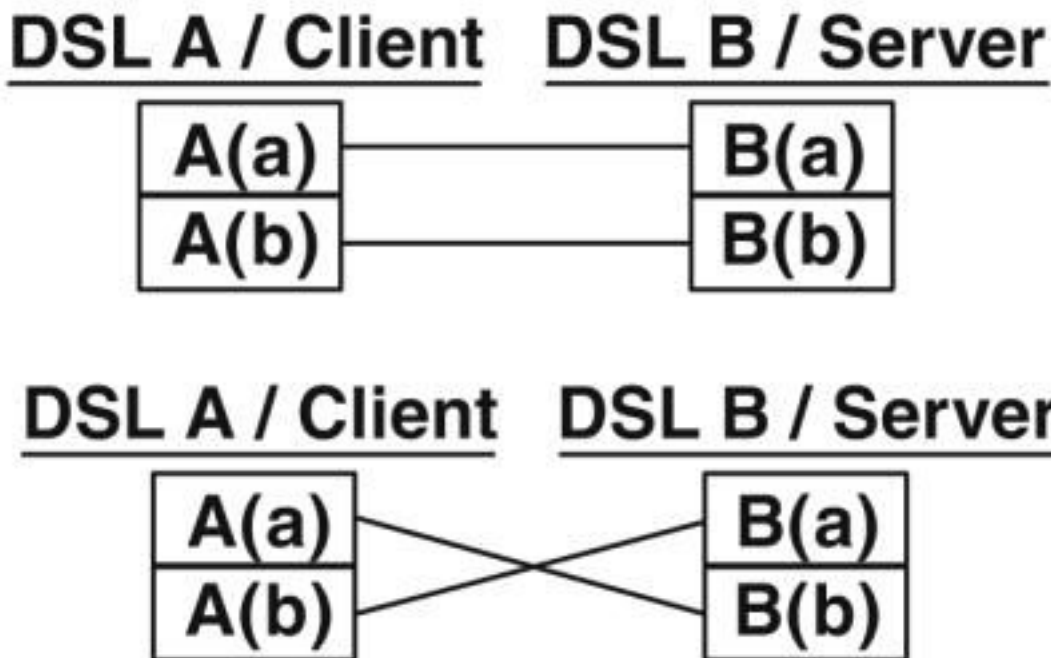 DSL A / Client DSL B / Server
A(a) B(a)
A(b) B(b)
DSL A / Client DSL B / Server
A(a) B(a)
A(b) B(b)